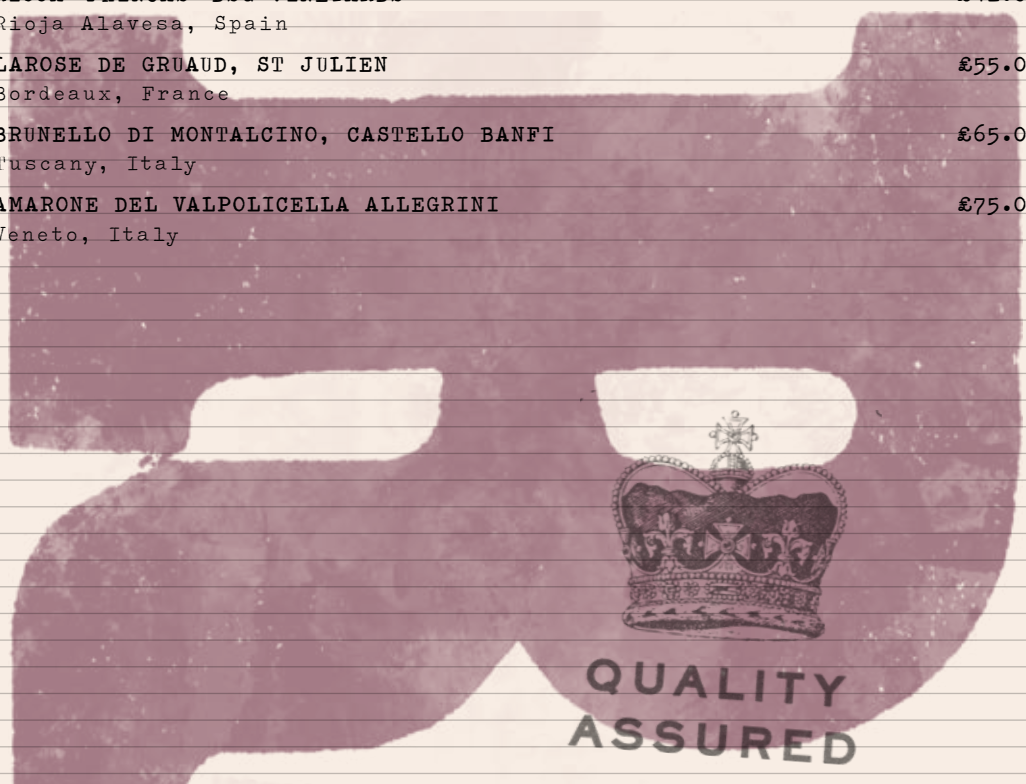 Rioja Alavesa, Spain
LAROSE DE GRUAUD, ST JULIEN £55.0
Bordeaux, France
BRUNELLO DI MONTALCINO, CASTELLO BANFI £65.0
Tuscany, Italy
AMARONE DEL VALPOLICELLA ALLEGRINI £75.0
Veneto, Italy
QUALITY
ASSURED